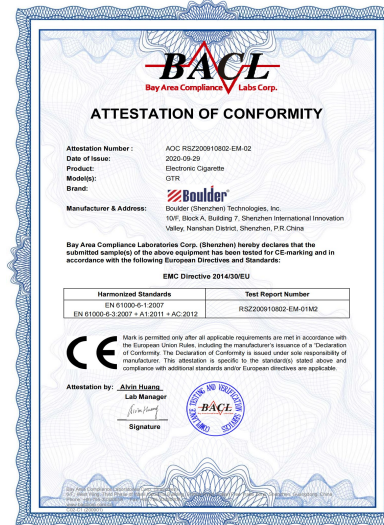 BACL
Bay Area Compliance Labs Corp.
ATTESTATION OF CONFORMITY
Attestation Number : AOC RSZ200910802-EM-02
Date of Issue: 2020-09-29
Product: Electronic Cigarette
Model(s): GTR
Brand: Boulder
Manufacturer & Address: Boulder (Shenzhen) Technologies, Inc.
10/F, Block A, Building 7, Shenzhen International Innovation
Valley, Nanshan District, Shenzhen, P.R.China
Bay Area Compliance Laboratories Corp. (Shenzhen) hereby declares that the
submitted sample(s) of the above equipment has been tested for CE-marking and in
accordance with the following European Directives and Standards:
EMC Directive 2014/30/EU
Harmonized Standards Test Report Number
EN 61000-6-1:2007
EN 61000-6-3:2007 + A1:2011 + AC:2012
RSZ200910802-EM-01M2
CE
Mark is permitted only after all applicable requirements are met in accordance with
the European Union Rules, including the manufacturer's issuance of a "Declaration
of Conformity. The Declaration of Conformity is issued under sole responsibility of
manufacturer. This attestation is specific to the standard(s) stated above and
compliance with additional standards and/or European directives are applicable.
Attestation by: Alvin Huang
Lab Manager
Alvin Huang
Signature
COMPLIANCE TESTING AND VERIFICATION SERVICES
BACL